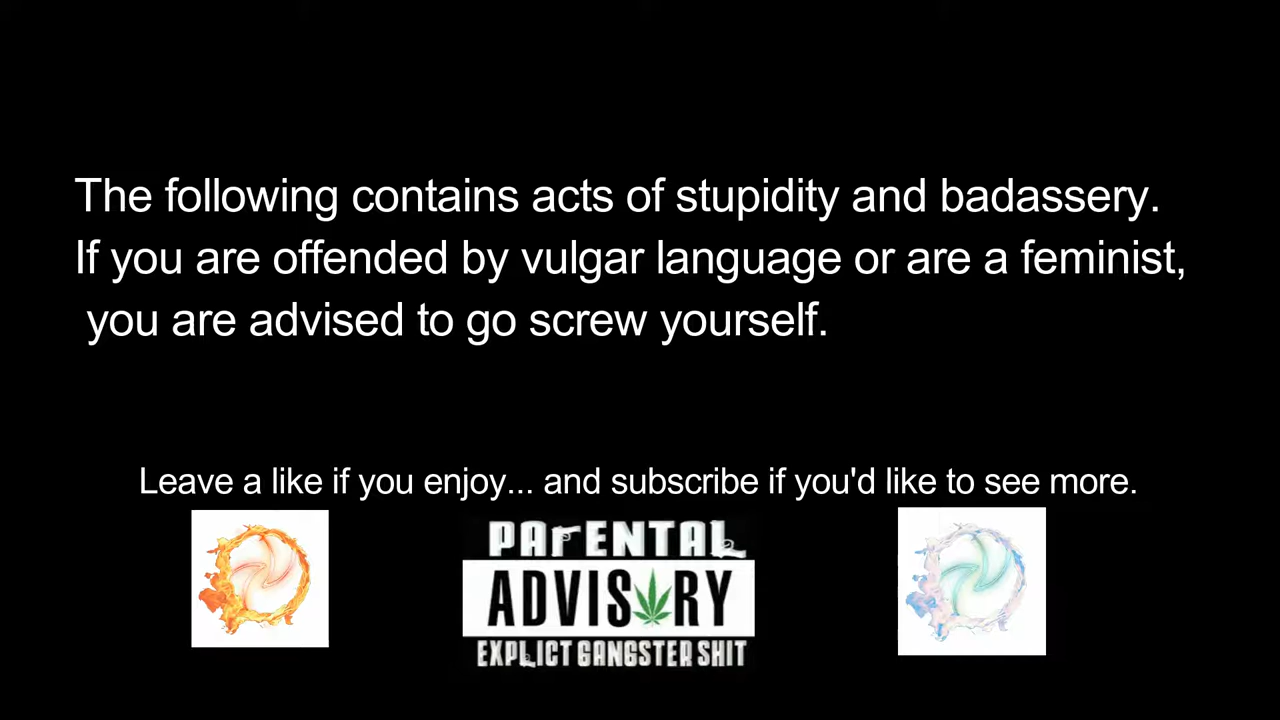 The following contains acts of stupidity and badassery.
If you are offended by vulgar language or are a feminist,
you are advised to go screw yourself.
Leave a like if you enjoy... and subscribe if you'd like to see more.
PArENTAL
ADVISORY
EXPLICT GANGSTER SHIT